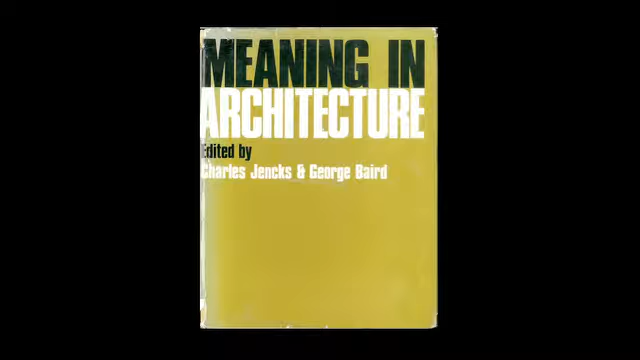 MEANING IN
ARCHITECTURE
Edited by
Charles Jencks & George Baird